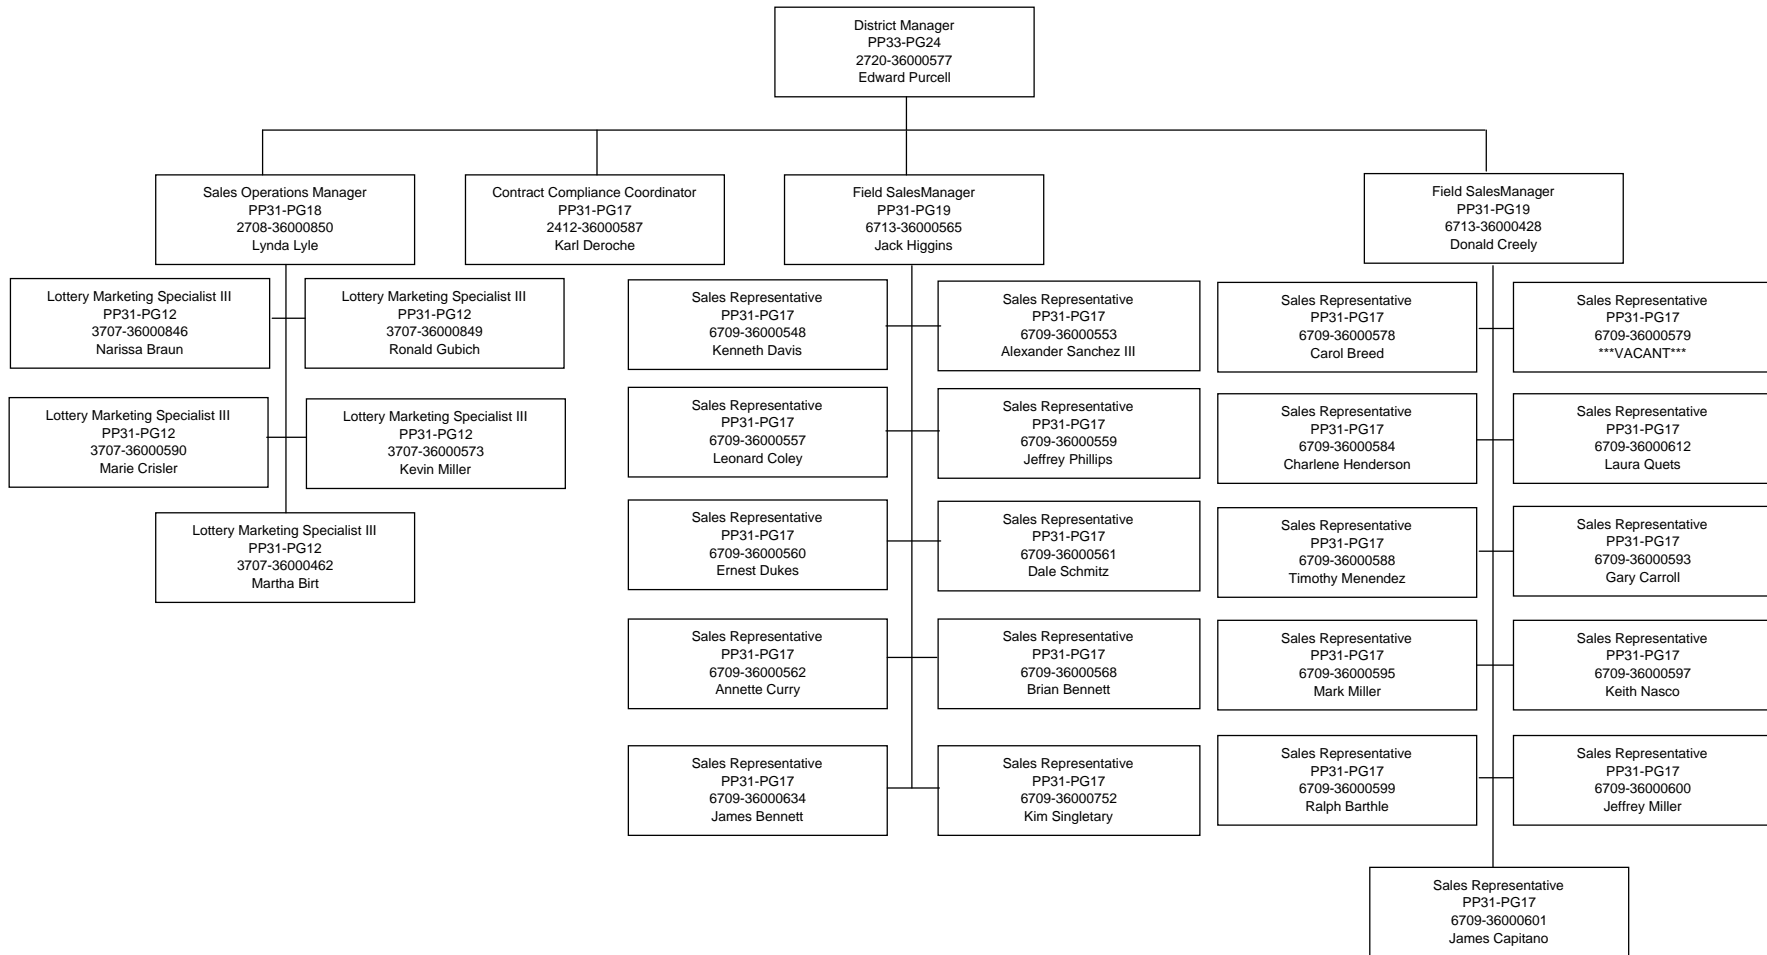 District Manager
PP33-PG24
2720-36000577
Edward Purcell
Sales Operations Manager
PP31-PG18
2708-36000850
Lynda Lyle
Contract Compliance Coordinator
PP31-PG17
2412-36000587
Karl Deroche
Field SalesManager
PP31-PG19
6713-36000565
Jack Higgins
Field SalesManager
PP31-PG19
6713-36000428
Donald Creely
Lottery Marketing Specialist III
PP31-PG12
3707-36000846
Narissa Braun
Lottery Marketing Specialist III
PP31-PG12
3707-36000849
Ronald Gubich
Lottery Marketing Specialist III
PP31-PG12
3707-36000590
Marie Crisler
Lottery Marketing Specialist III
PP31-PG12
3707-36000573
Kevin Miller
Lottery Marketing Specialist III
PP31-PG12
3707-36000462
Martha Birt
Sales Representative
PP31-PG17
6709-36000548
Kenneth Davis
Sales Representative
PP31-PG17
6709-36000553
Alexander Sanchez III
Sales Representative
PP31-PG17
6709-36000557
Leonard Coley
Sales Representative
PP31-PG17
6709-36000559
Jeffrey Phillips
Sales Representative
PP31-PG17
6709-36000560
Ernest Dukes
Sales Representative
PP31-PG17
6709-36000561
Dale Schmitz
Sales Representative
PP31-PG17
6709-36000562
Annette Curry
Sales Representative
PP31-PG17
6709-36000568
Brian Bennett
Sales Representative
PP31-PG17
6709-36000634
James Bennett
Sales Representative
PP31-PG17
6709-36000752
Kim Singletary
Sales Representative
PP31-PG17
6709-36000578
Carol Breed
Sales Representative
PP31-PG17
6709-36000579
***VACANT***
Sales Representative
PP31-PG17
6709-36000584
Charlene Henderson
Sales Representative
PP31-PG17
6709-36000612
Laura Quets
Sales Representative
PP31-PG17
6709-36000588
Timothy Menendez
Sales Representative
PP31-PG17
6709-36000593
Gary Carroll
Sales Representative
PP31-PG17
6709-36000595
Mark Miller
Sales Representative
PP31-PG17
6709-36000597
Keith Nasco
Sales Representative
PP31-PG17
6709-36000599
Ralph Barthle
Sales Representative
PP31-PG17
6709-36000600
Jeffrey Miller
Sales Representative
PP31-PG17
6709-36000601
James Capitano